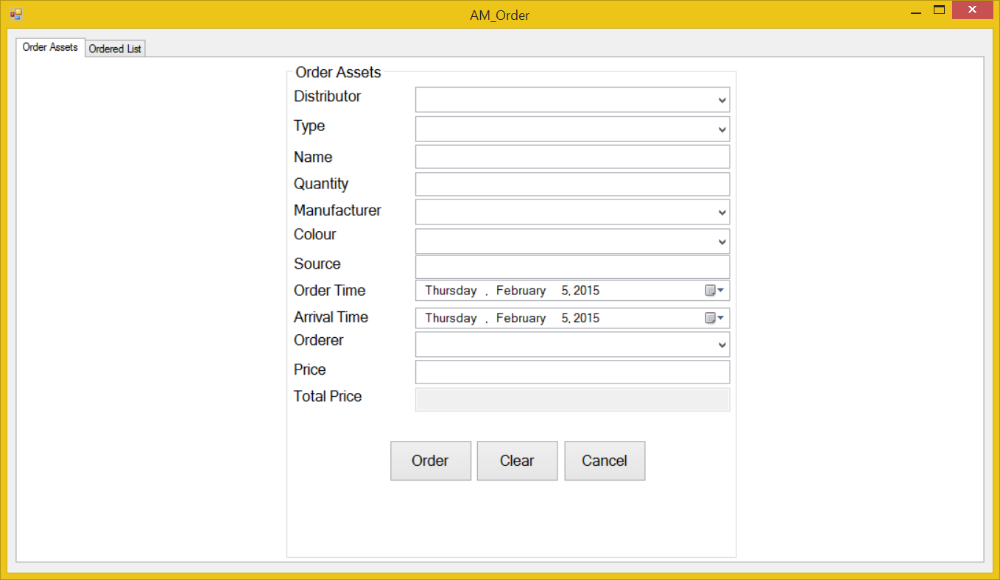 AM_Order
Order Assets Ordered List
Order Assets
Distributor
Type
Name
Quantity
Manufacturer
Colour
Source
Order Time Thursday , February 5, 2015
Arrival Time Thursday , February 5, 2015
Orderer
Price
Total Price
Order Clear Cancel